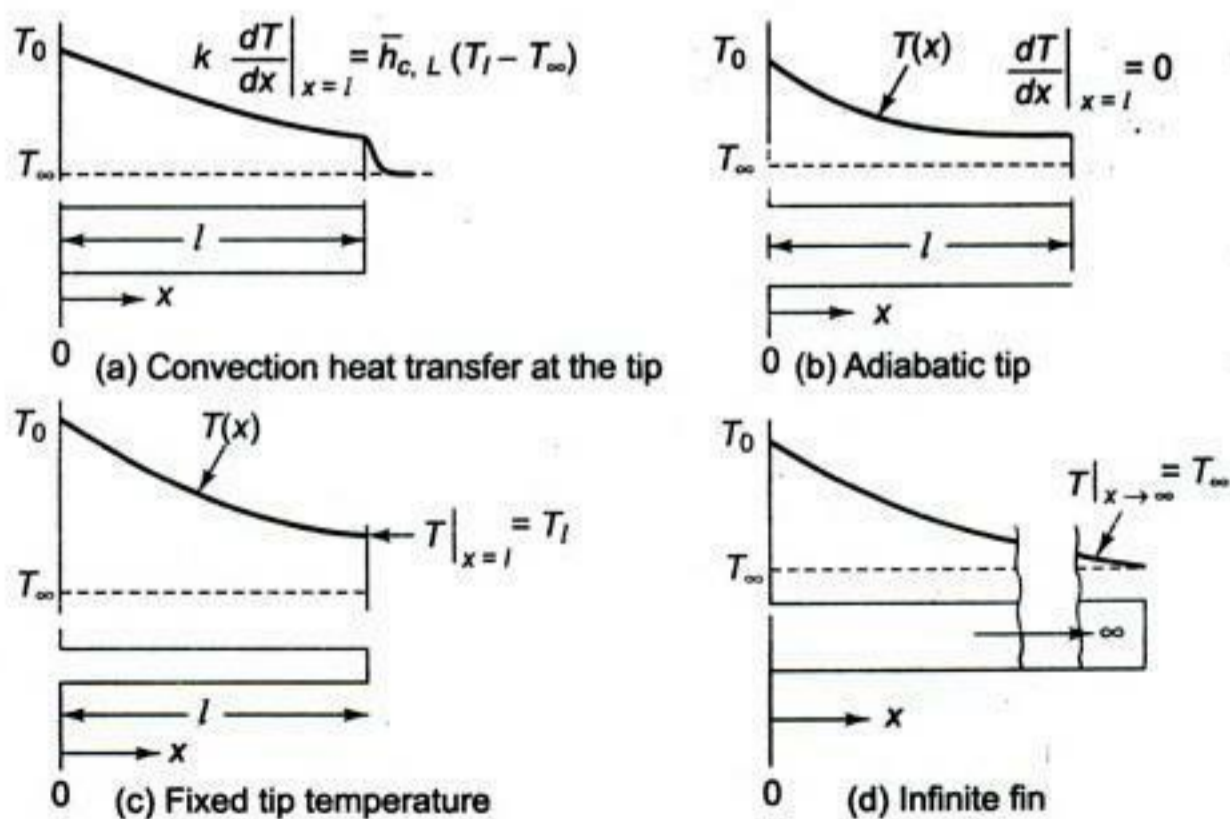 T₀
k dT/dx|ₓ₌ₗ = h̄_c, L (Tₗ – T∞)
T∞
l
x
0
(a) Convection heat transfer at the tip
T₀
T(x)
dT/dx|ₓ₌ₗ = 0
T∞
l
x
0
(b) Adiabatic tip
T₀
T(x)
T|ₓ₌ₗ = Tₗ
T∞
l
x
0
(c) Fixed tip temperature
T₀
T|ₓ→∞ = T∞
T∞
∞
x
0
(d) Infinite fin